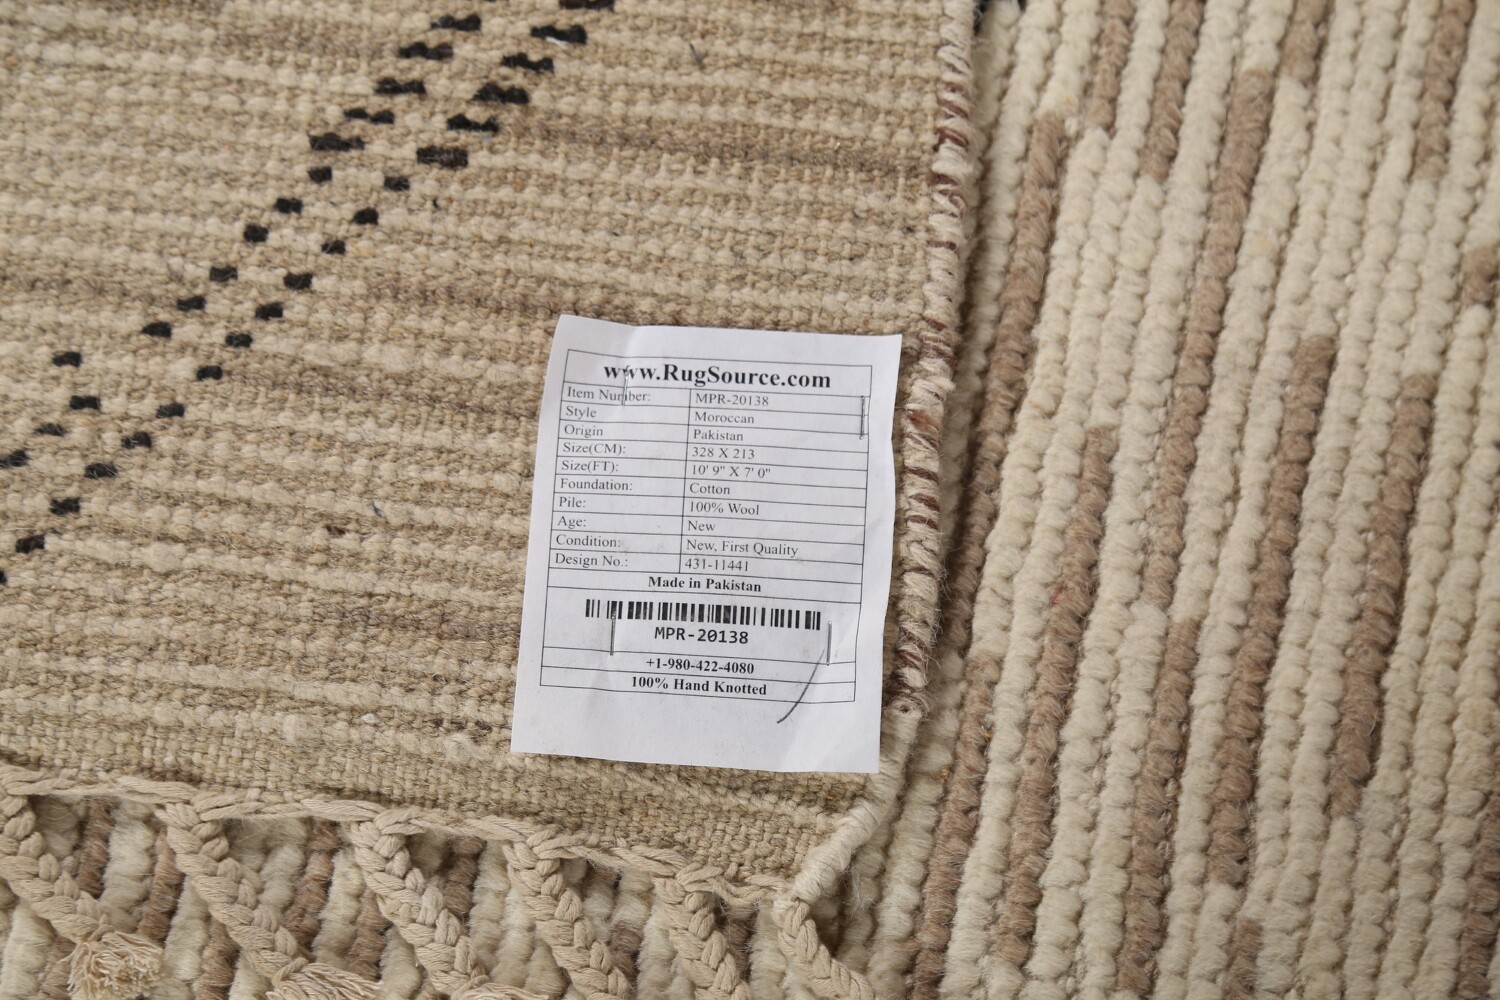 www.RugSource.com
Item Number: MPR-20138
Style Moroccan
Origin Pakistan
Size(CM): 328 X 213
Size(FT): 10' 9" X 7' 0"
Foundation: Cotton
Pile: 100% Wool
Age: New
Condition: New, First Quality
Design No.: 431-11441
Made in Pakistan
MPR-20138
+1-980-422-4080
100% Hand Knotted